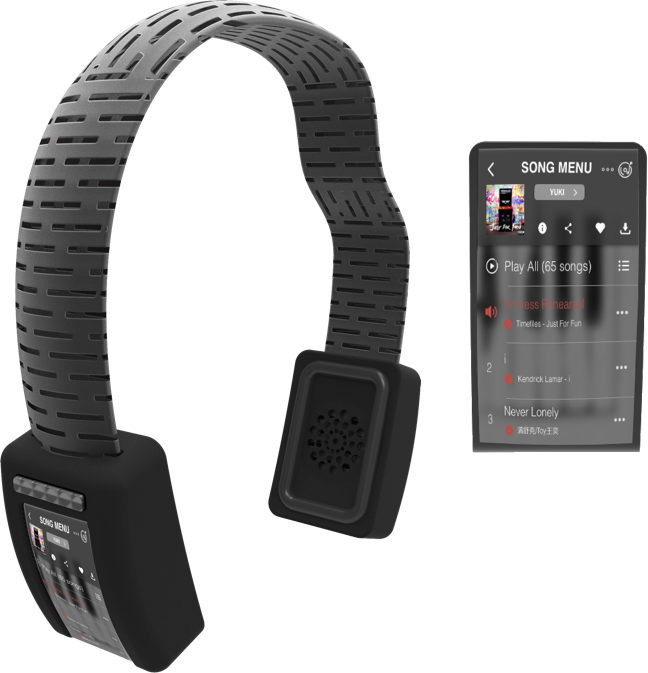 SONG MENU
YUKI
Play All (65 songs)
Timeflies - Just For Fun
2 i
Kendrick Lamar - i
3 Never Lonely
SONG MENU
YUKI